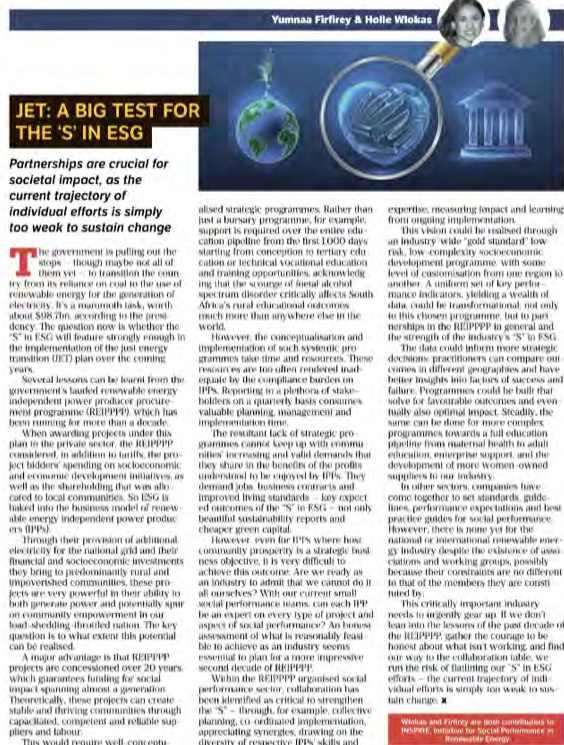 Yumnaa Firfirey & Holle Wlokas
JET: A BIG TEST FOR
THE 'S' IN ESG
Partnerships are crucial for
societal impact, as the
current trajectory of
individual efforts is simply
too weak to sustain change
The government is pulling out the
stops — though maybe not all of
them yet — to transition the coun-
try from its reliance on coal to the use of
renewable energy for the generation of
electricity. It's a mammoth task, worth
about $98.7bn, according to the presi-
dency. The question now is whether the
"S" in ESG will feature strongly enough in
the implementation of the just energy
transition (JET) plan over the coming
years.
Several lessons can be learnt from the
government's lauded renewable energy
independent power producer procure-
ment programme (REIPPPP), which has
been running for more than a decade.
When awarding projects under this
plan in the private sector, the REIPPPP
considered, in addition to tariffs, the pro-
ject bidders' spending on socioeconomic
and economic development initiatives, as
well as the shareholding that was allo-
cated to local communities. So ESG is
baked into the business model of renew-
able energy independent power produc-
ers (IPPs).
Through their provision of additional
electricity for the national grid and their
financial and socioeconomic investments
they bring to predominantly rural and
impoverished communities, these pro-
jects are very powerful in their ability to
both generate power and potentially spur
on community empowerment in our
load-shedding-throttled nation. The key
question is to what extent this potential
can be realised.
A major advantage is that REIPPPP
projects are concessioned over 20 years,
which guarantees funding for social
impact spanning almost a generation.
Theoretically, these projects can create
stable and thriving communities through
capacitated, competent and reliable sup-
pliers and labour.
This would require well-conceptu-
alised strategic programmes. Rather than
just a bursary programme, for example,
support is required over the entire edu-
cation pipeline from the first 1,000 days
starting from conception to tertiary edu-
cation or technical vocational education
and training opportunities, acknowledg-
ing that the scourge of foetal alcohol
spectrum disorder critically affects South
Africa's rural educational outcomes
much more than anywhere else in the
world.
However, the conceptualisation and
implementation of such systemic pro-
grammes take time and resources. These
resources are too often rendered inad-
equate by the compliance burden on
IPPs. Reporting to a plethora of stake-
holders on a quarterly basis consumes
valuable planning, management and
implementation time.
The resultant lack of strategic pro-
grammes cannot keep up with commu-
nities' increasing and valid demands that
they share in the benefits of the profits
understood to be enjoyed by IPPs. They
demand jobs, business contracts and
improved living standards — key expect-
ed outcomes of the "S" in ESG — not only
beautiful sustainability reports and
cheaper green capital.
However, even for IPPs where host
community prosperity is a strategic busi-
ness objective, it is very difficult to
achieve this outcome. Are we ready as
an industry to admit that we cannot do it
all ourselves? With our current small
social performance teams, can each IPP
be an expert on every type of project and
aspect of social performance? An honest
assessment of what is reasonably feasi-
ble to achieve as an industry seems
essential to plan for a more impressive
second decade of REIPPPP.
Within the REIPPPP organised social
performance sector, collaboration has
been identified as critical to strengthen
the "S" — through, for example, collective
planning, co-ordinated implementation,
appreciating synergies, drawing on the
diversity of respective IPPs' skills and
expertise, measuring impact and learning
from ongoing implementation.
This vision could be realised through
an industry-wide "gold standard" low-
risk, low-complexity socioeconomic
development programme, with some
level of customisation from one region to
another. A uniform set of key perfor-
mance indicators, yielding a wealth of
data, could be transformational, not only
to this chosen programme, but to part-
nerships in the REIPPPP in general and
the strength of the industry's "S" in ESG.
The data could inform more strategic
decisions: practitioners can compare out-
comes in different geographies and have
better insights into factors of success and
failure. Programmes could be built that
solve for favourable outcomes and even-
tually also optimal impact. Steadily, the
same can be done for more complex
programmes towards a full education
pipeline from maternal health to adult
education, enterprise support, and the
development of more women-owned
suppliers to our industry.
In other sectors, companies have
come together to set standards, guide-
lines, performance expectations and best
practice guides for social performance.
However, there is none yet for the
national or international renewable ener-
gy industry despite the existence of asso-
ciations and working groups, possibly
because their constraints are no different
to that of the members they are consti-
tuted by.
This critically important industry
needs to urgently gear up. If we don't
lean into the lessons of the past decade of
the REIPPPP, gather the courage to be
honest about what isn't working, and find
our way to the collaboration table, we
run the risk of flatlining our "S" in ESG
efforts — the current trajectory of indi-
vidual efforts is simply too weak to sus-
tain change. x
Wlokas and Firfirey are both contributors to
INSPIRE, Initiative for Social Performance in
Renewable Energy.